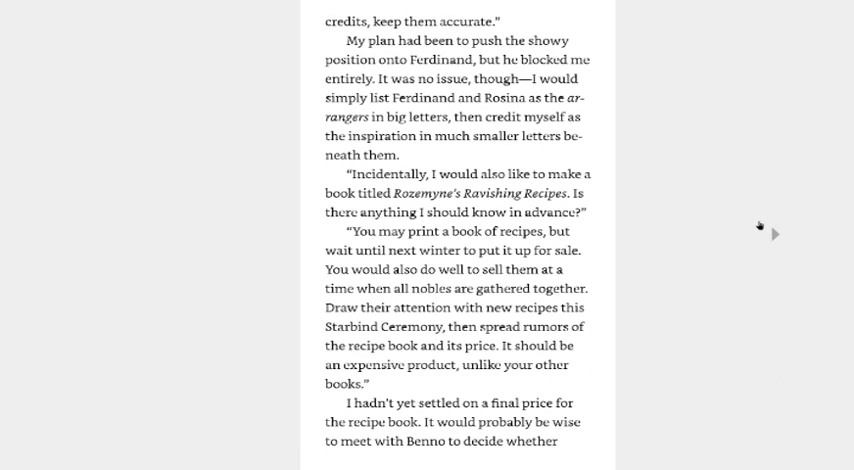 credits, keep them accurate.”
My plan had been to push the showy
position onto Ferdinand, but he blocked me
entirely. It was no issue, though—I would
simply list Ferdinand and Rosina as the ar-
rangers in big letters, then credit myself as
the inspiration in much smaller letters be-
neath them.
“Incidentally, I would also like to make a
book titled Rozemyne's Ravishing Recipes. Is
there anything I should know in advance?”
“You may print a book of recipes, but
wait until next winter to put it up for sale.
You would also do well to sell them at a
time when all nobles are gathered together.
Draw their attention with new recipes this
Starbind Ceremony, then spread rumors of
the recipe book and its price. It should be
an expensive product, unlike your other
books.”
I hadn't yet settled on a final price for
the recipe book. It would probably be wise
to meet with Benno to decide whether